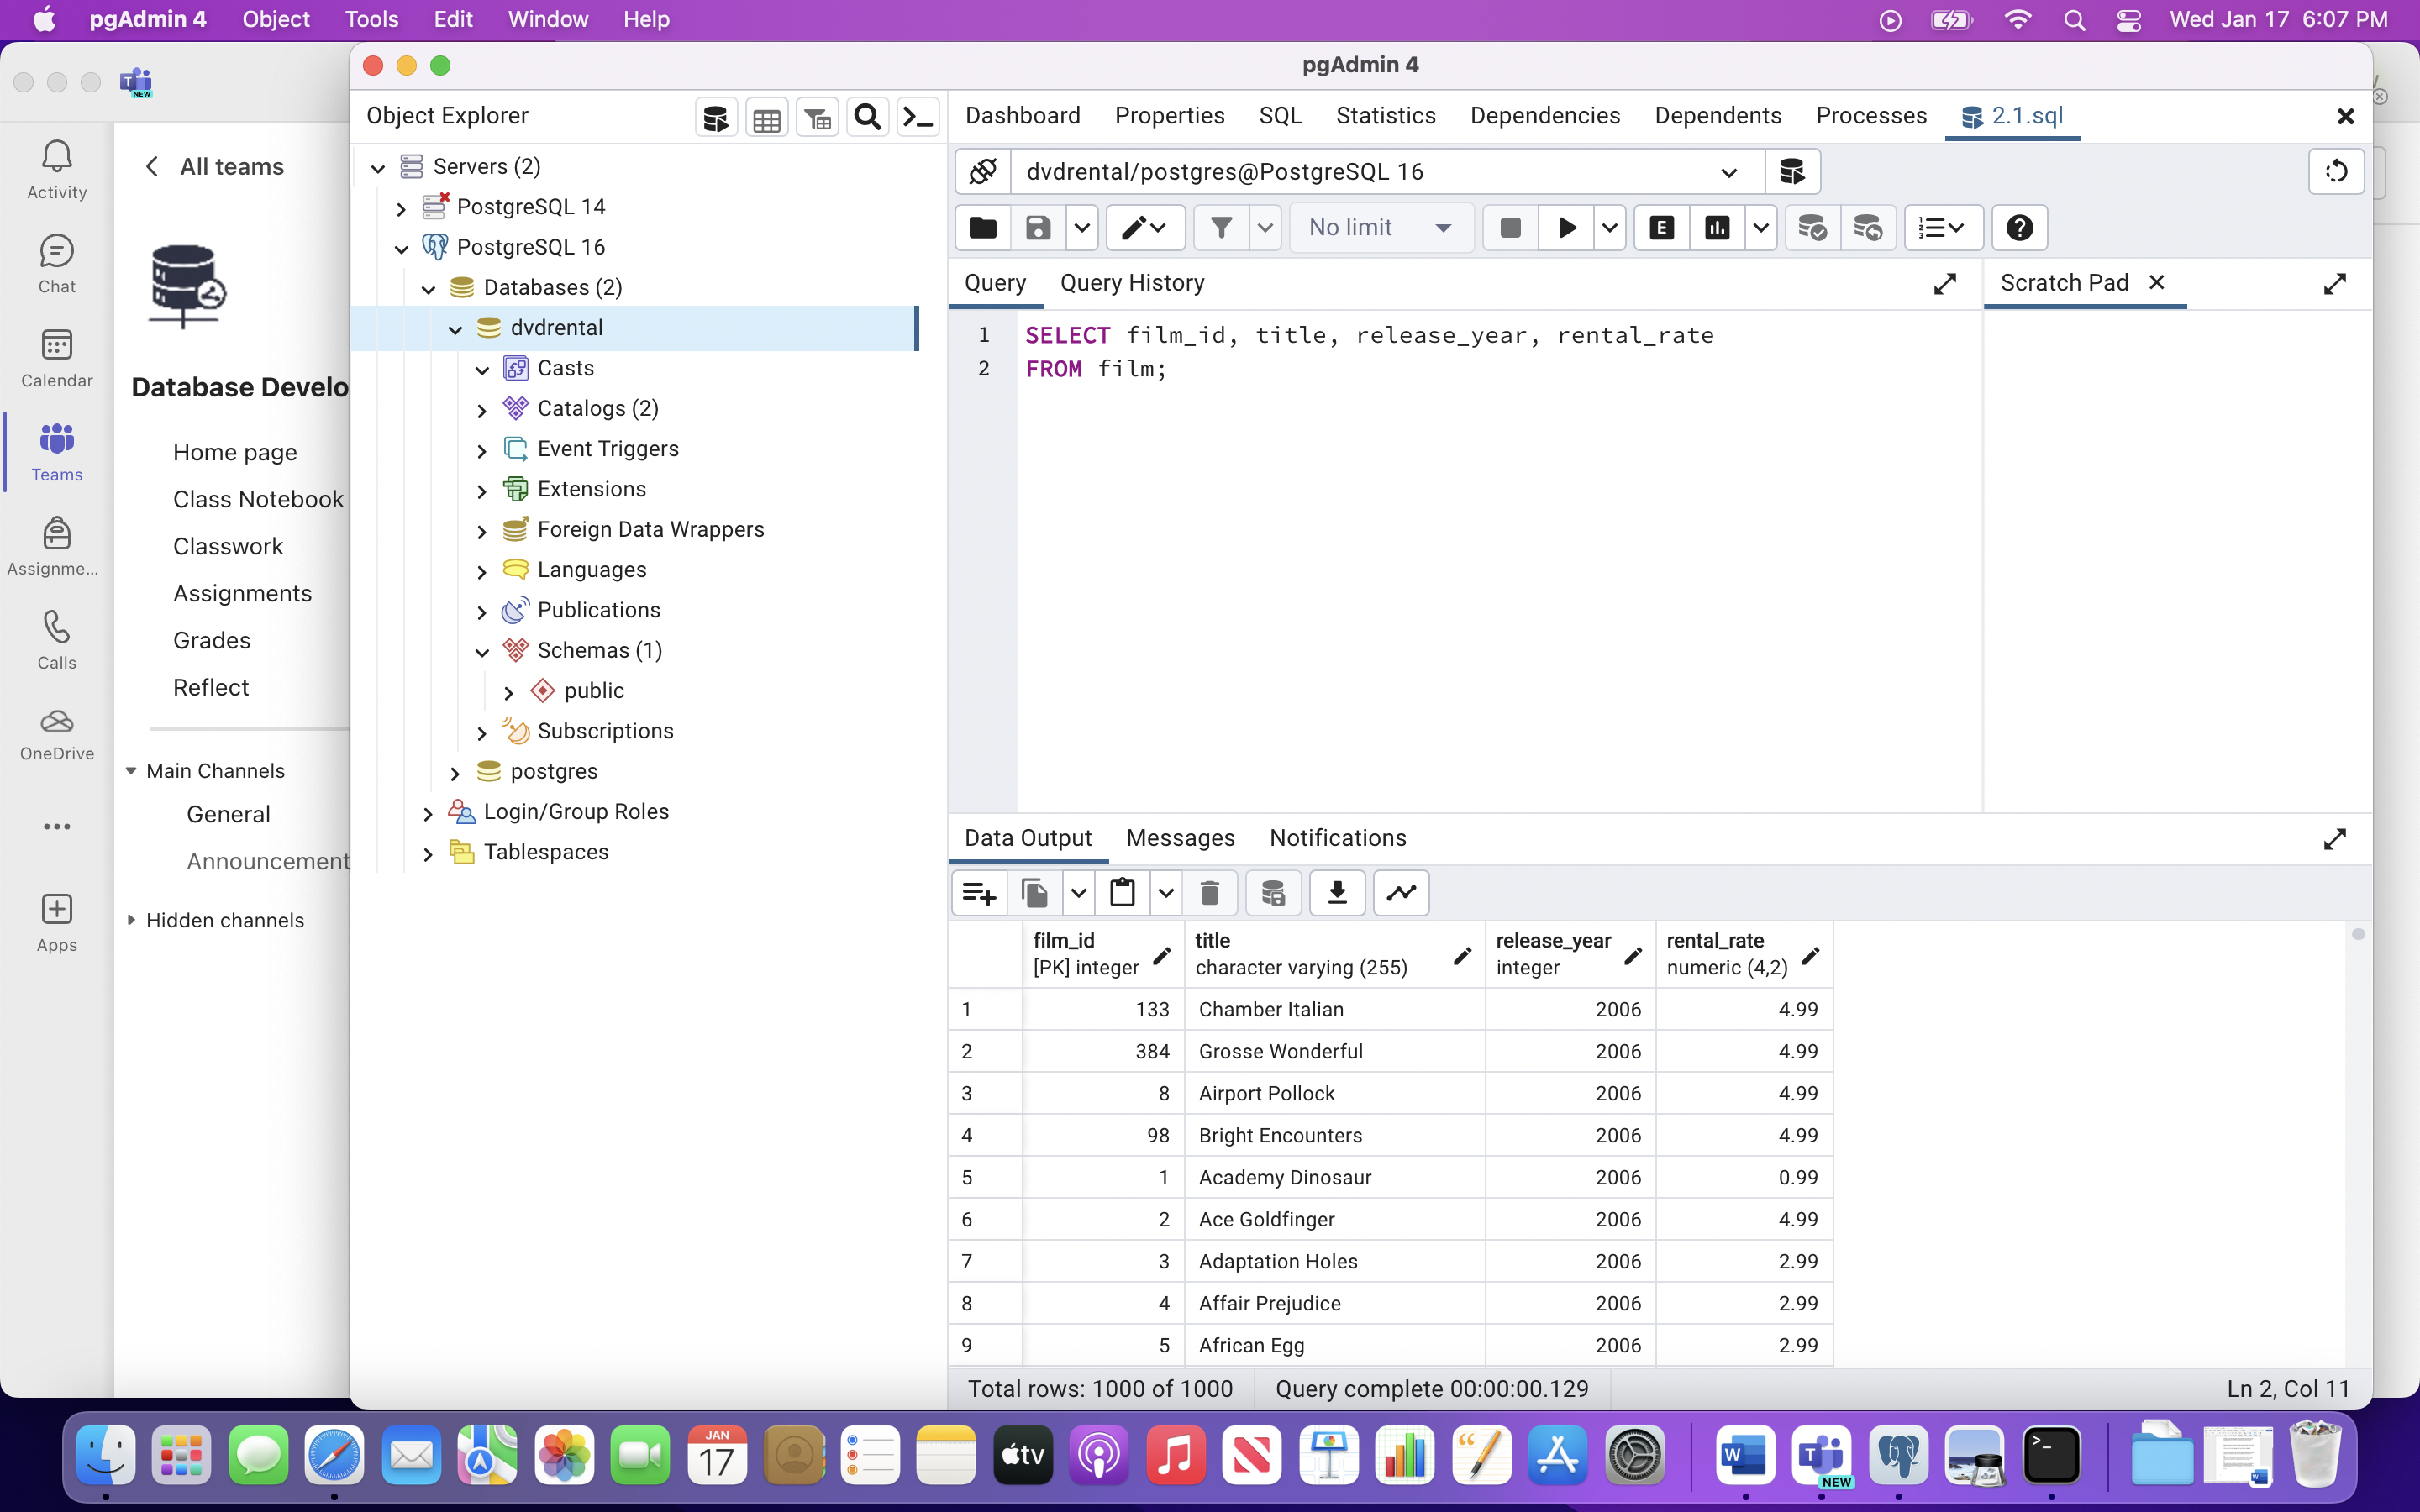 pgAdmin 4 Object Tools Edit Window Help Wed Jan 17 6:07 PM
pgAdmin 4
NEW
Activity
Chat
Calendar
Teams
Assignme...
Calls
OneDrive
Apps
All teams
Database Develo
Home page
Class Notebook
Classwork
Assignments
Grades
Reflect
Main Channels
General
Announcement
Hidden channels
Object Explorer
Servers (2)
PostgreSQL 14
PostgreSQL 16
Databases (2)
dvdrental
Casts
Catalogs (2)
Event Triggers
Extensions
Foreign Data Wrappers
Languages
Publications
Schemas (1)
public
Subscriptions
postgres
Login/Group Roles
Tablespaces
Dashboard Properties SQL Statistics Dependencies Dependents Processes 2.1.sql
dvdrental/postgres@PostgreSQL 16
No limit E
Query Query History Scratch Pad
1 SELECT film_id, title, release_year, rental_rate
2 FROM film;
Data Output Messages Notifications
film_id title release_year rental_rate
[PK] integer character varying (255) integer numeric (4,2)
1 133 Chamber Italian 2006 4.99
2 384 Grosse Wonderful 2006 4.99
3 8 Airport Pollock 2006 4.99
4 98 Bright Encounters 2006 4.99
5 1 Academy Dinosaur 2006 0.99
6 2 Ace Goldfinger 2006 4.99
7 3 Adaptation Holes 2006 2.99
8 4 Affair Prejudice 2006 2.99
9 5 African Egg 2006 2.99
Total rows: 1000 of 1000 Query complete 00:00:00.129 Ln 2, Col 11
JAN
17
tv
W
T
NEW